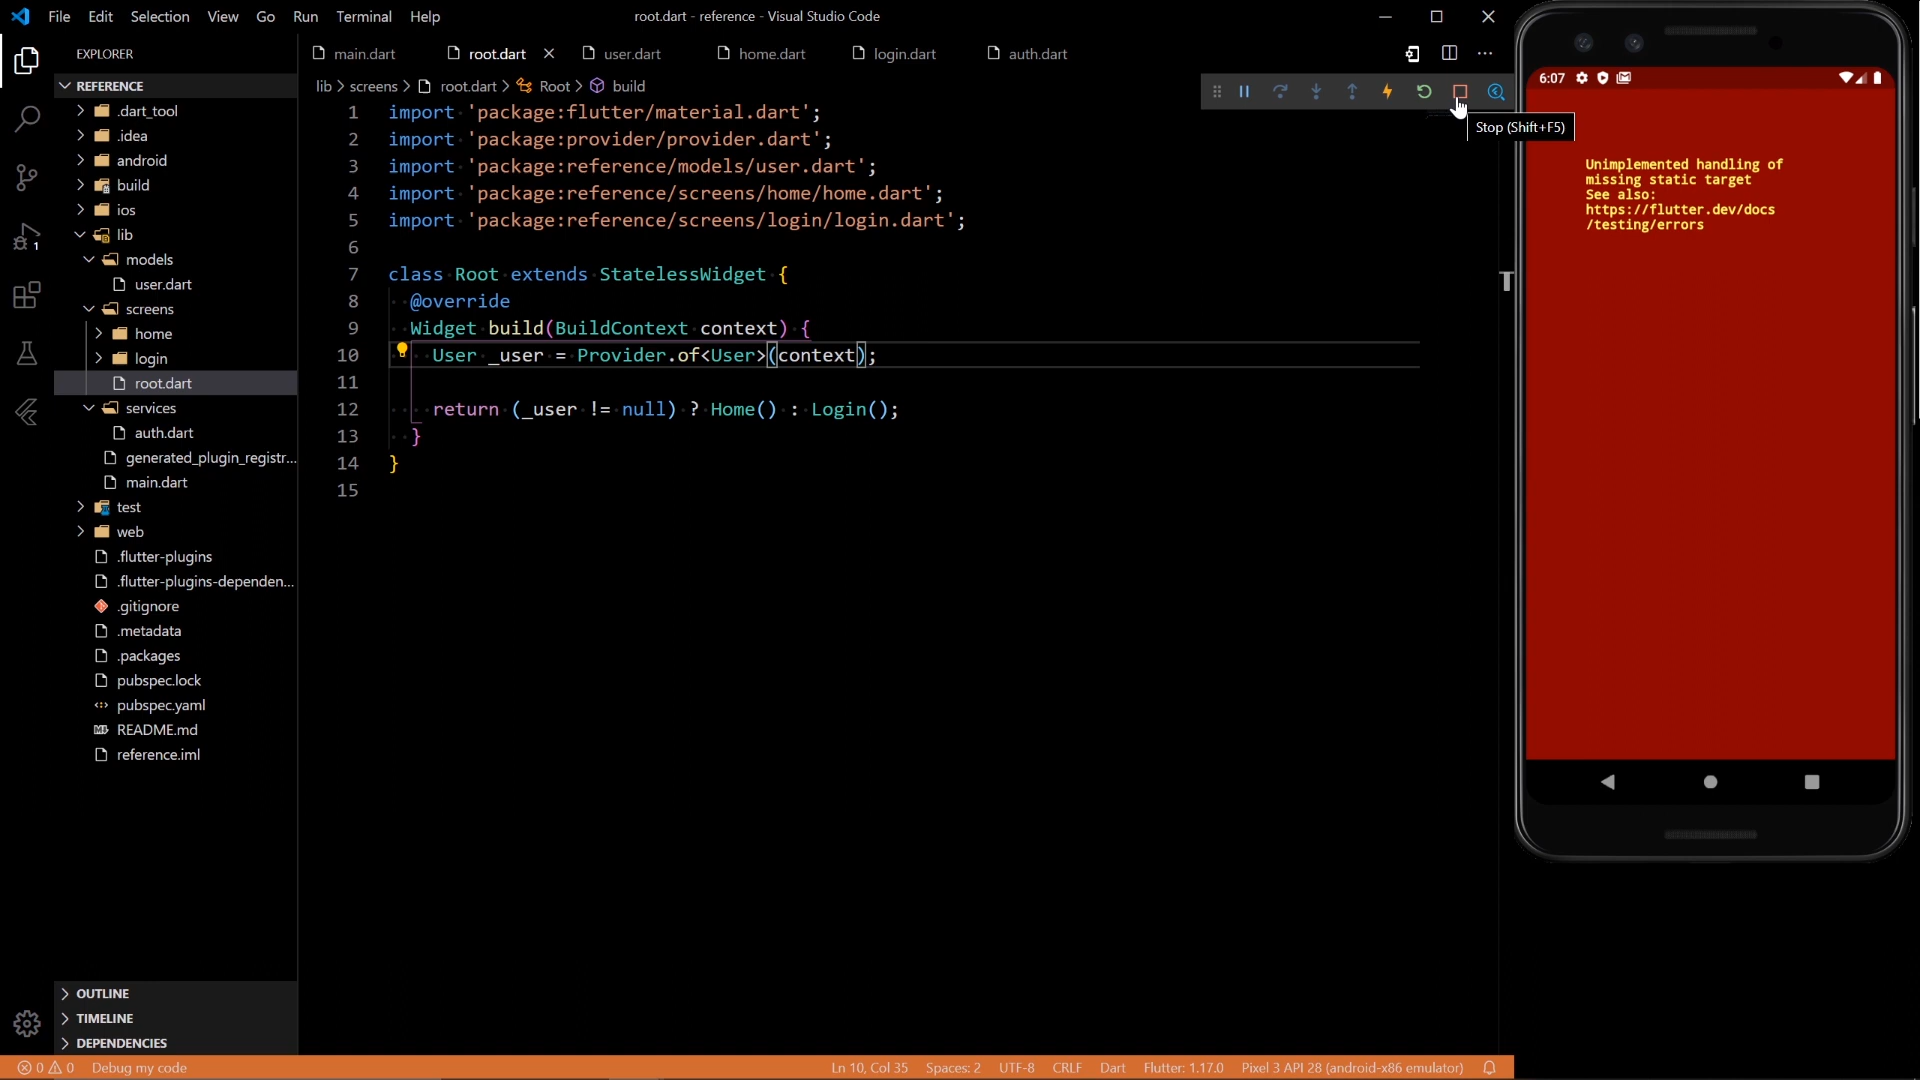 File Edit Selection View Go Run Terminal Help
root.dart - reference - Visual Studio Code
EXPLORER
REFERENCE
.dart_tool
.idea
android
build
ios
lib
models
user.dart
screens
home
login
root.dart
services
auth.dart
generated_plugin_registr...
main.dart
test
web
.flutter-plugins
.flutter-plugins-dependen...
.gitignore
.metadata
.packages
pubspec.lock
pubspec.yaml
README.md
reference.iml
OUTLINE
TIMELINE
DEPENDENCIES
1
main.dart root.dart user.dart home.dart login.dart auth.dart
lib > screens > root.dart > Root > build
Stop (Shift+F5)
1 import 'package:flutter/material.dart';
2 import 'package:provider/provider.dart';
3 import 'package:reference/models/user.dart';
4 import 'package:reference/screens/home/home.dart';
5 import 'package:reference/screens/login/login.dart';
6
7 class Root extends StatelessWidget {
8 @override
9 Widget build(BuildContext context) {
10 User _user = Provider.of<User>(context);
11
12 return (_user != null) ? Home() : Login();
13 }
14 }
15
6:07
Unimplemented handling of
missing static target
See also:
https://flutter.dev/docs
/testing/errors
0 0 Debug my code Ln 10, Col 35 Spaces: 2 UTF-8 CRLF Dart Flutter: 1.17.0 Pixel 3 API 28 (android-x86 emulator)